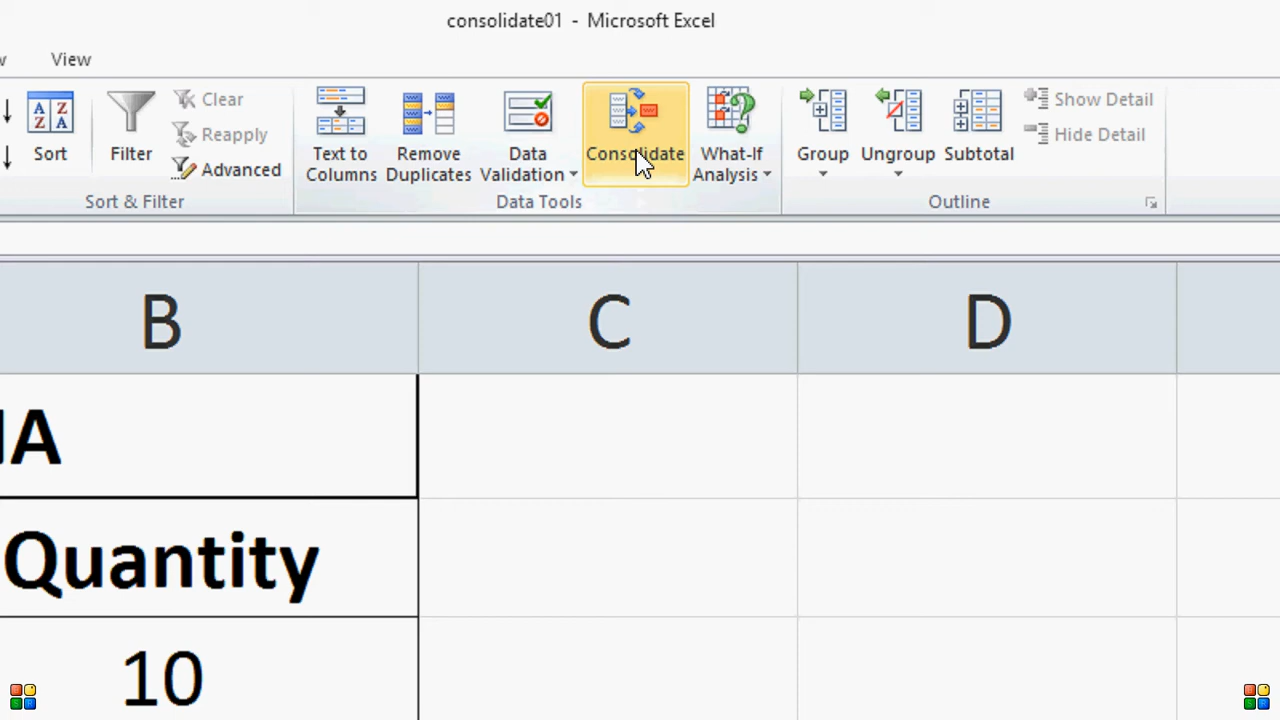 consolidate01 - Microsoft Excel
View
Sort
Filter
Clear
Reapply
Advanced
Text to
Columns
Remove
Duplicates
Data
Validation
Consolidate
What-If
Analysis
Group
Ungroup
Subtotal
Show Detail
Hide Detail
Sort & Filter
Data Tools
Outline
B C D
Quantity
10